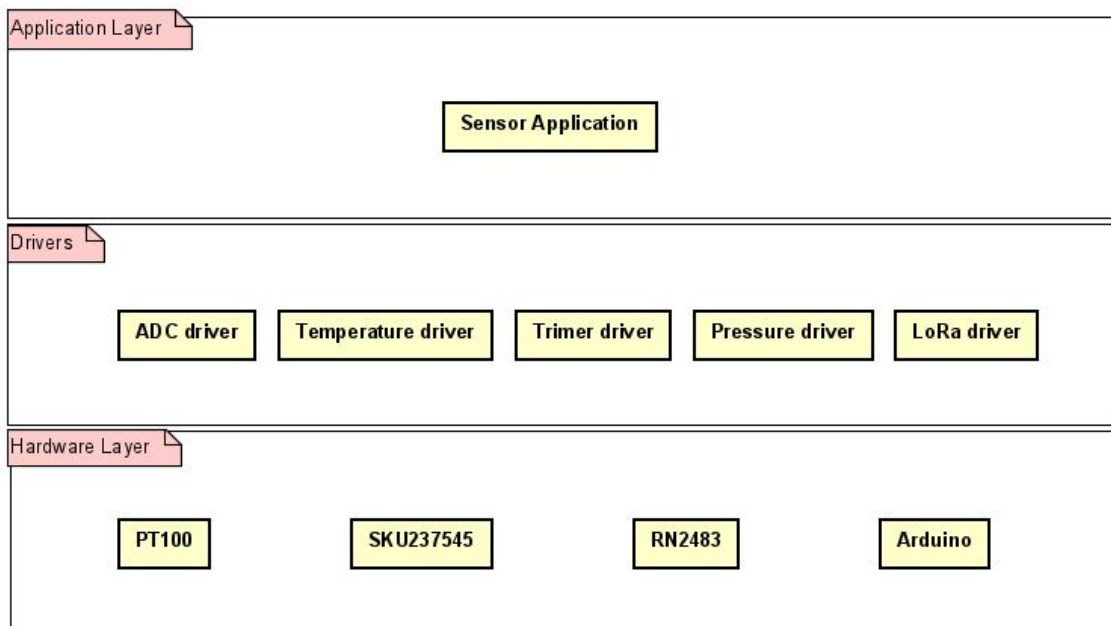 Application Layer
Sensor Application
Drivers
ADC driver
Temperature driver
Trimer driver
Pressure driver
LoRa driver
Hardware Layer
PT100
SKU237545
RN2483
Arduino